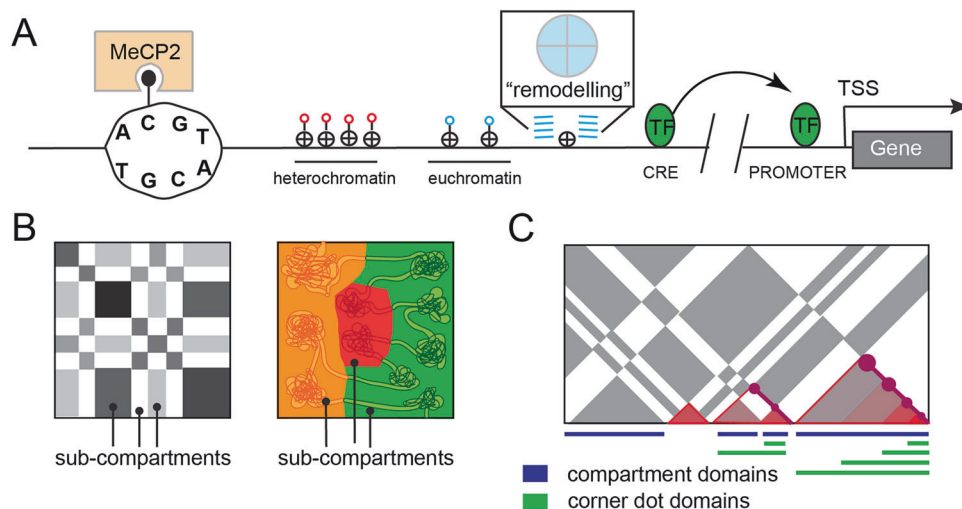 A
MeCP2
A C G T
T G C A
heterochromatin
euchromatin
“remodelling”
TF
CRE
TF
PROMOTER
TSS
Gene
B
sub-compartments
sub-compartments
C
compartment domains
corner dot domains